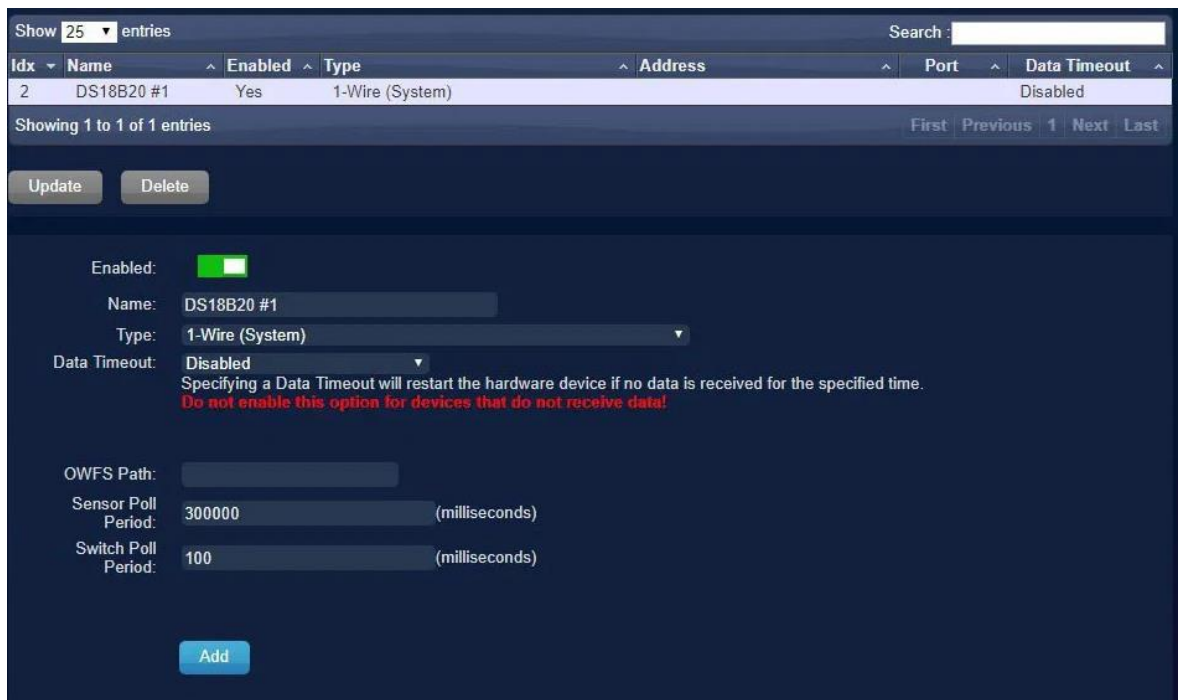 Show 25 entries Search :
Idx Name Enabled Type Address Port Data Timeout
2 DS18B20 #1 Yes 1-Wire (System) Disabled
Showing 1 to 1 of 1 entries First Previous 1 Next Last
Update Delete
Enabled:
Name: DS18B20 #1
Type: 1-Wire (System)
Data Timeout: Disabled
Specifying a Data Timeout will restart the hardware device if no data is received for the specified time.
Do not enable this option for devices that do not receive data!
OWFS Path:
Sensor Poll
Period: 300000 (milliseconds)
Switch Poll
Period: 100 (milliseconds)
Add